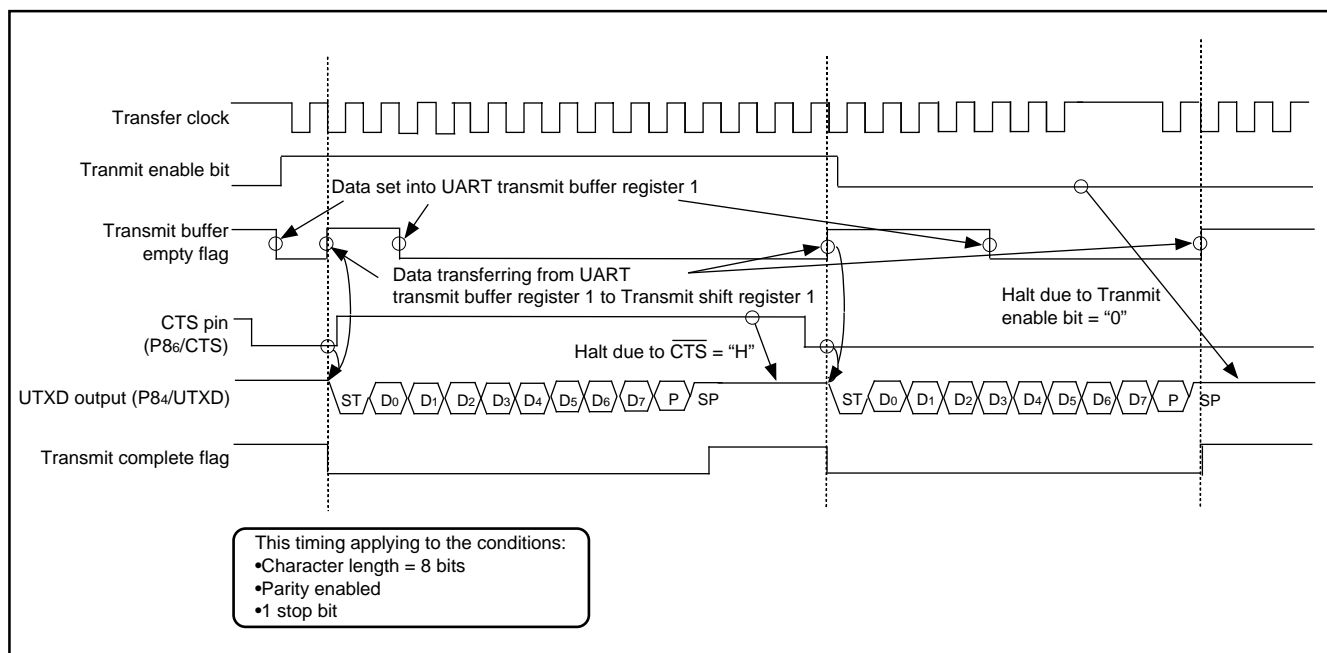 Transfer clock
Tranmit enable bit
Data set into UART transmit buffer register 1
Transmit buffer
empty flag
Data transferring from UART
transmit buffer register 1 to Transmit shift register 1
Halt due to Tranmit
enable bit = “0”
CTS pin
(P86/CTS)
Halt due to CTS = “H”
UTXD output (P84/UTXD)
ST D0 D1 D2 D3 D4 D5 D6 D7 P SP
ST D0 D1 D2 D3 D4 D5 D6 D7 P SP
Transmit complete flag
This timing applying to the conditions:
•Character length = 8 bits
•Parity enabled
•1 stop bit